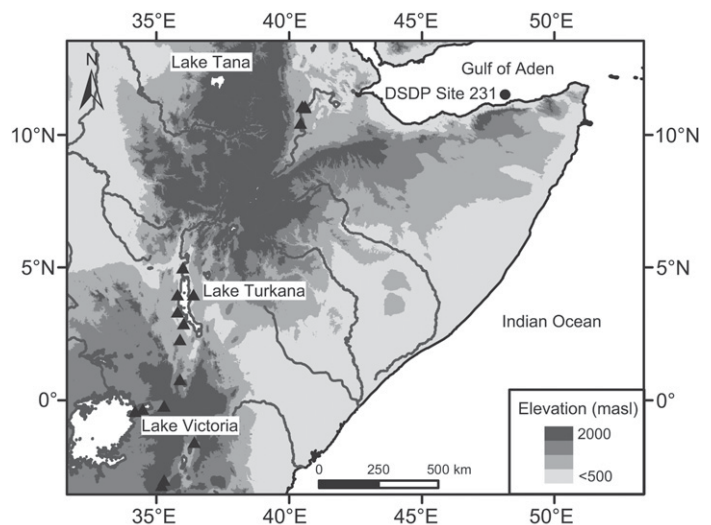 35°E 40°E 45°E 50°E
N
Lake Tana
Gulf of Aden
DSDP Site 231
10°N 10°N
5°N 5°N
Lake Turkana
Indian Ocean
0° 0°
Elevation (masl)
2000
<500
Lake Victoria
0 250 500 km
35°E 40°E 45°E 50°E